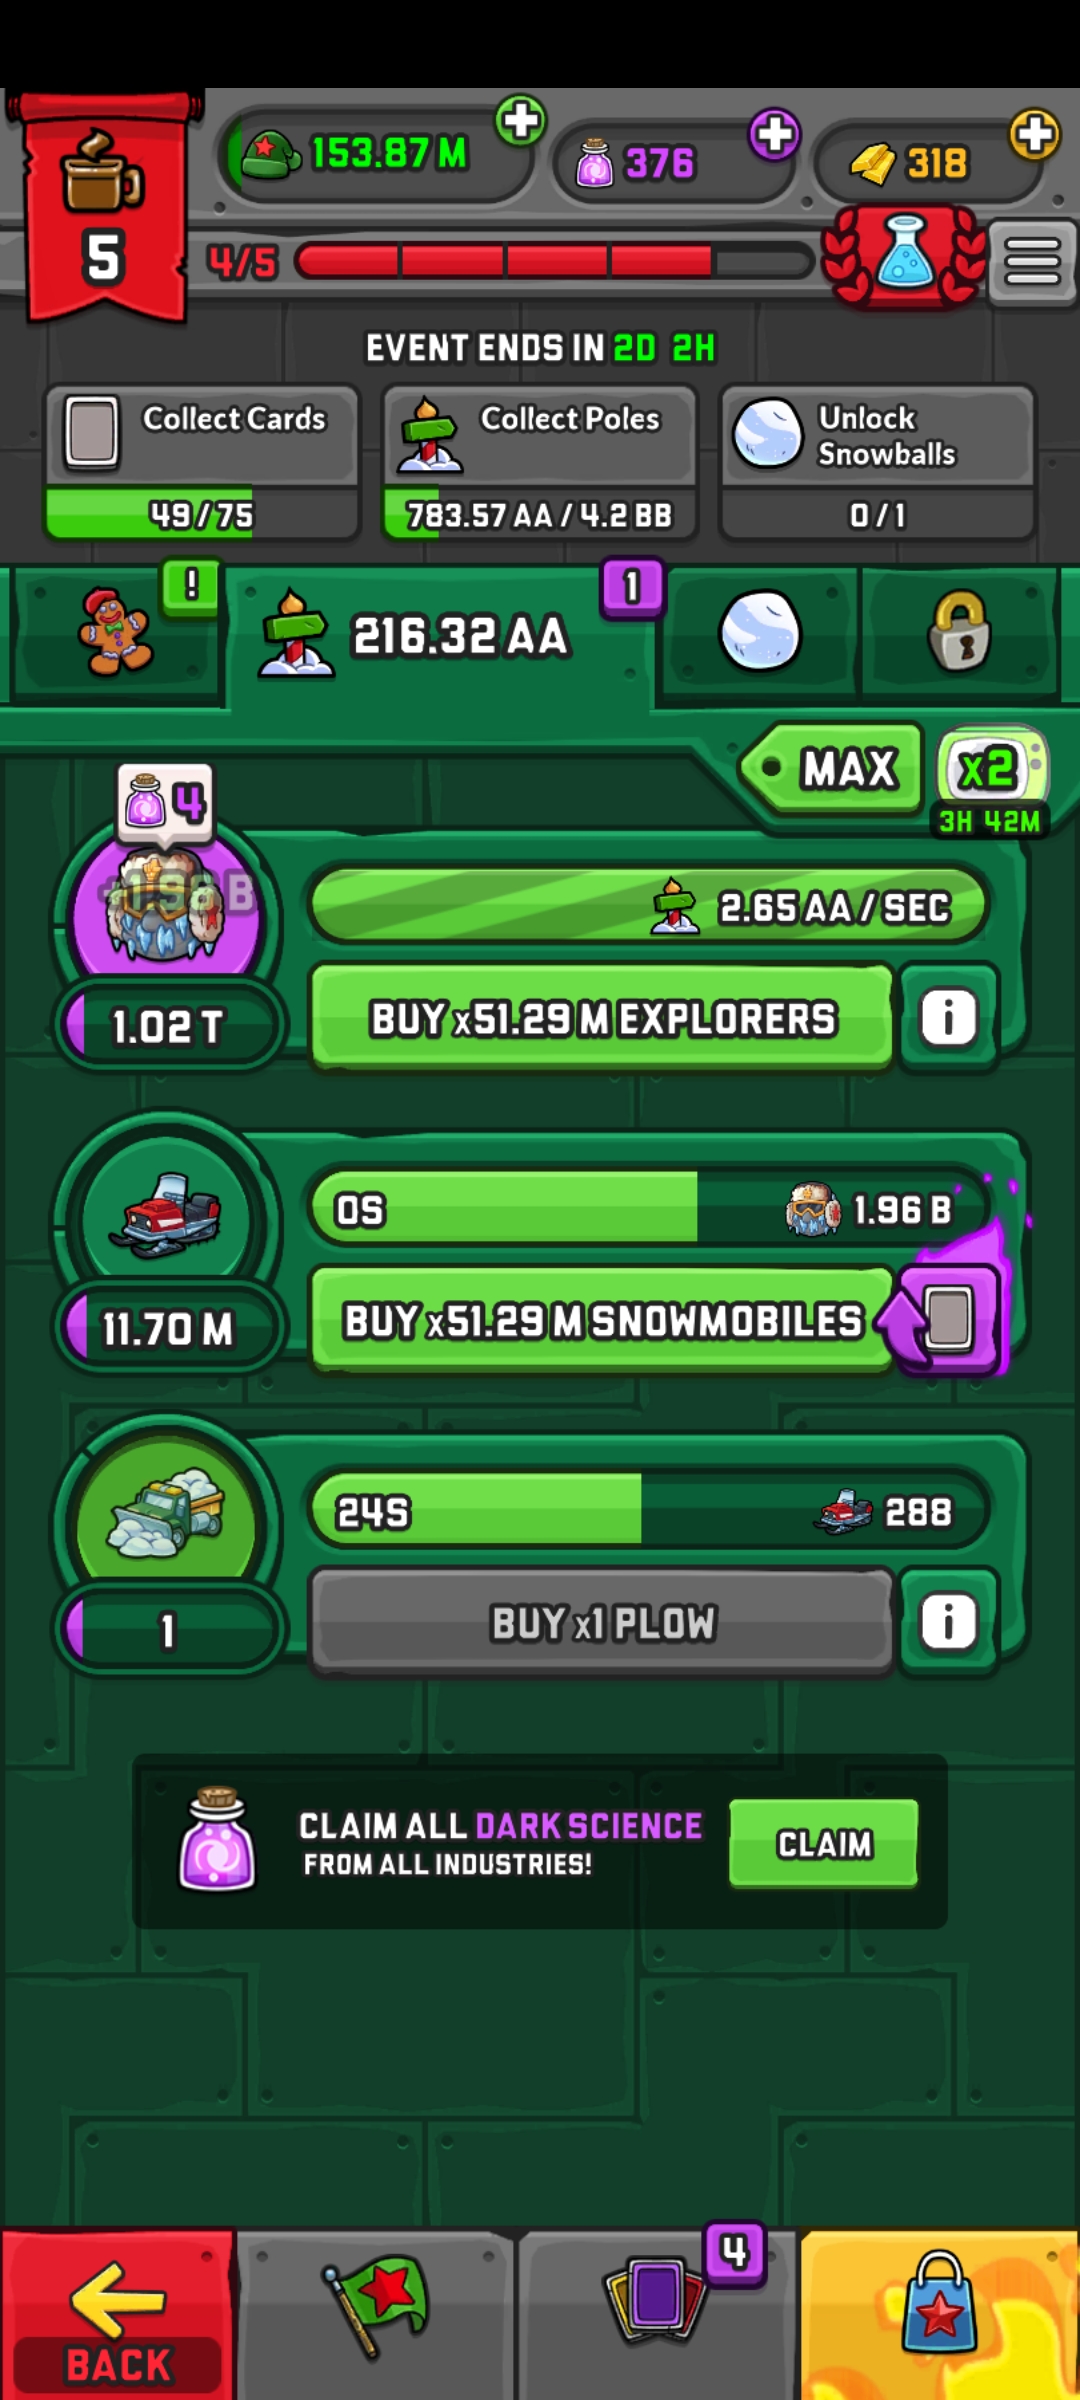 153.87 M
376
318
5
4/5
EVENT ENDS IN 2D 2H
Collect Cards
49/75
Collect Poles
783.57 AA / 4.2 BB
Unlock
Snowballs
0/1
!
216.32 AA
1
MAX
x2
3H 42M
4
+1.96 B
2.65 AA / SEC
1.02 T
BUY x51.29 M EXPLORERS
i
0S
1.96 B
11.70 M
BUY x51.29 M SNOWMOBILES
24S
288
1
BUY x1 PLOW
i
CLAIM ALL DARK SCIENCE
FROM ALL INDUSTRIES!
CLAIM
4
BACK